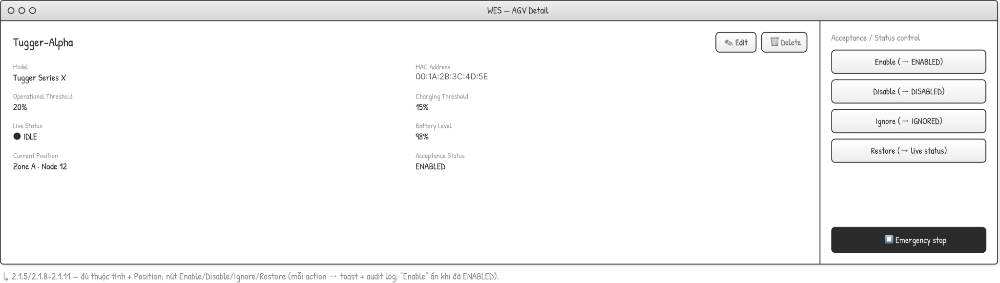 WES — AGV Detail
Tugger-Alpha
✎ Edit
🗑 Delete
Model
Tugger Series X
MAC Address
00:1A:2B:3C:4D:5E
Operational Threshold
20%
Charging Threshold
15%
Live Status
● IDLE
Battery Level
98%
Current Position
Zone A · Node 12
Acceptance Status
ENABLED
Acceptance / Status control
Enable (→ ENABLED)
Disable (→ DISABLED)
Ignore (→ IGNORED)
Restore (→ live status)
⏹ Emergency stop
↳ 2.1.5/2.1.8–2.1.11 — đủ thuộc tính + Position; nút Enable/Disable/Ignore/Restore (mỗi action → toast + audit log; "Enable" ẩn khi đã ENABLED).